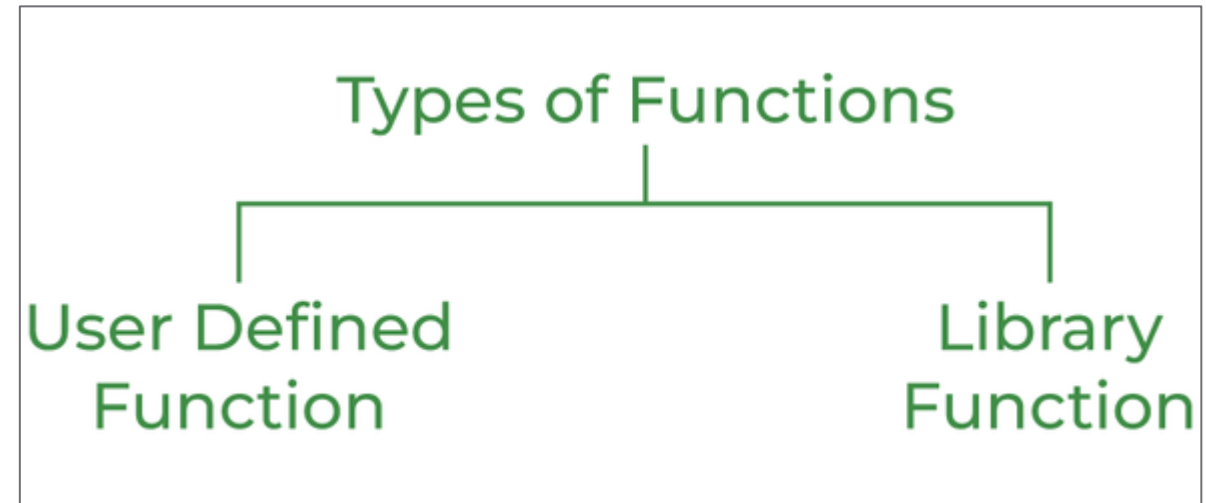 Types of Functions
User Defined
Function
Library
Function